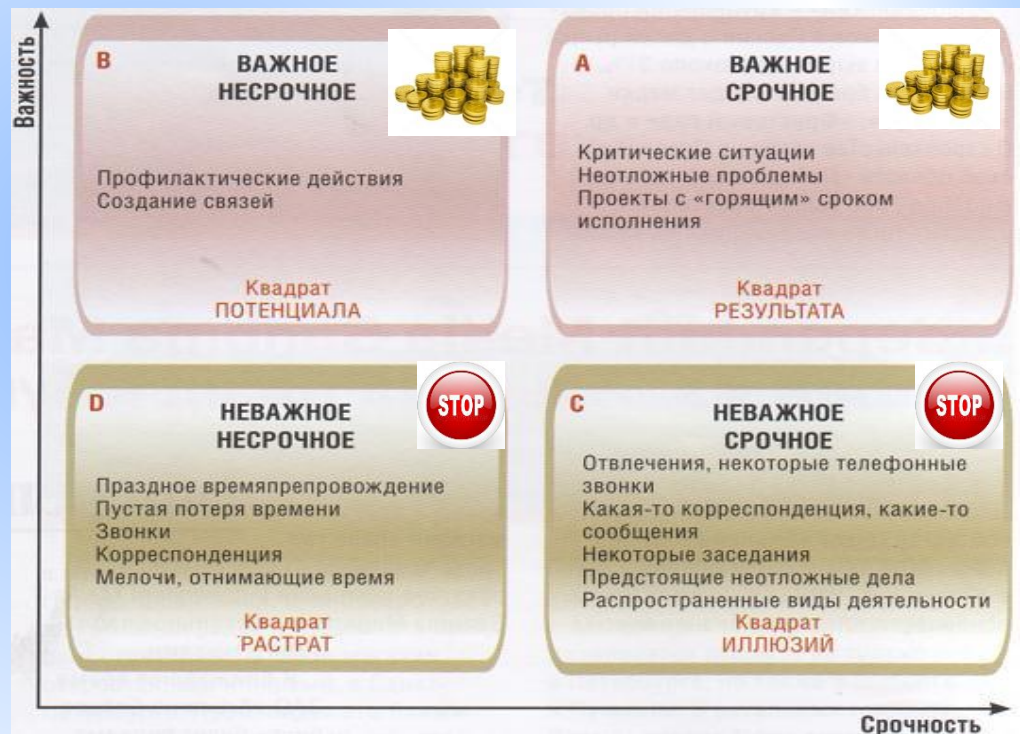 Важность
В
ВАЖНОЕ
НЕСРОЧНОЕ
Профилактические действия
Создание связей
Квадрат
ПОТЕНЦИАЛА
А
ВАЖНОЕ
СРОЧНОЕ
Критические ситуации
Неотложные проблемы
Проекты с «горящим» сроком
исполнения
Квадрат
РЕЗУЛЬТАТА
D
НЕВАЖНОЕ
НЕСРОЧНОЕ
STOP
Праздное времяпрепровождение
Пустая потеря времени
Звонки
Корреспонденция
Мелочи, отнимающие время
Квадрат
РАСТРАТ
С
НЕВАЖНОЕ
СРОЧНОЕ
STOP
Отвлечения, некоторые телефонные
звонки
Какая-то корреспонденция, какие-то
сообщения
Некоторые заседания
Предстоящие неотложные дела
Распространенные виды деятельности
Квадрат
ИЛЛЮЗИЙ
Срочность